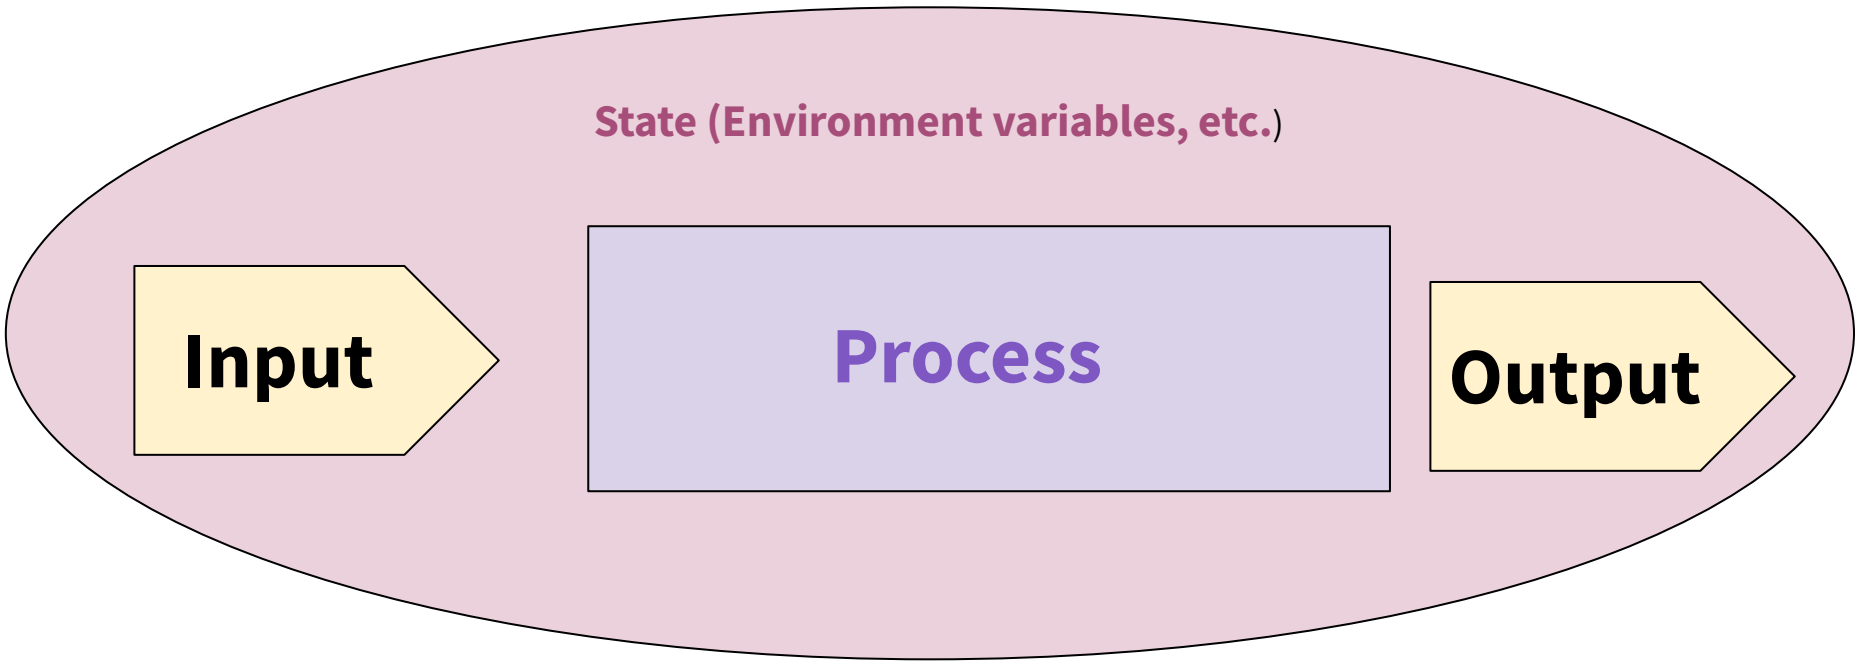 State (Environment variables, etc.)
Input
Process
Output